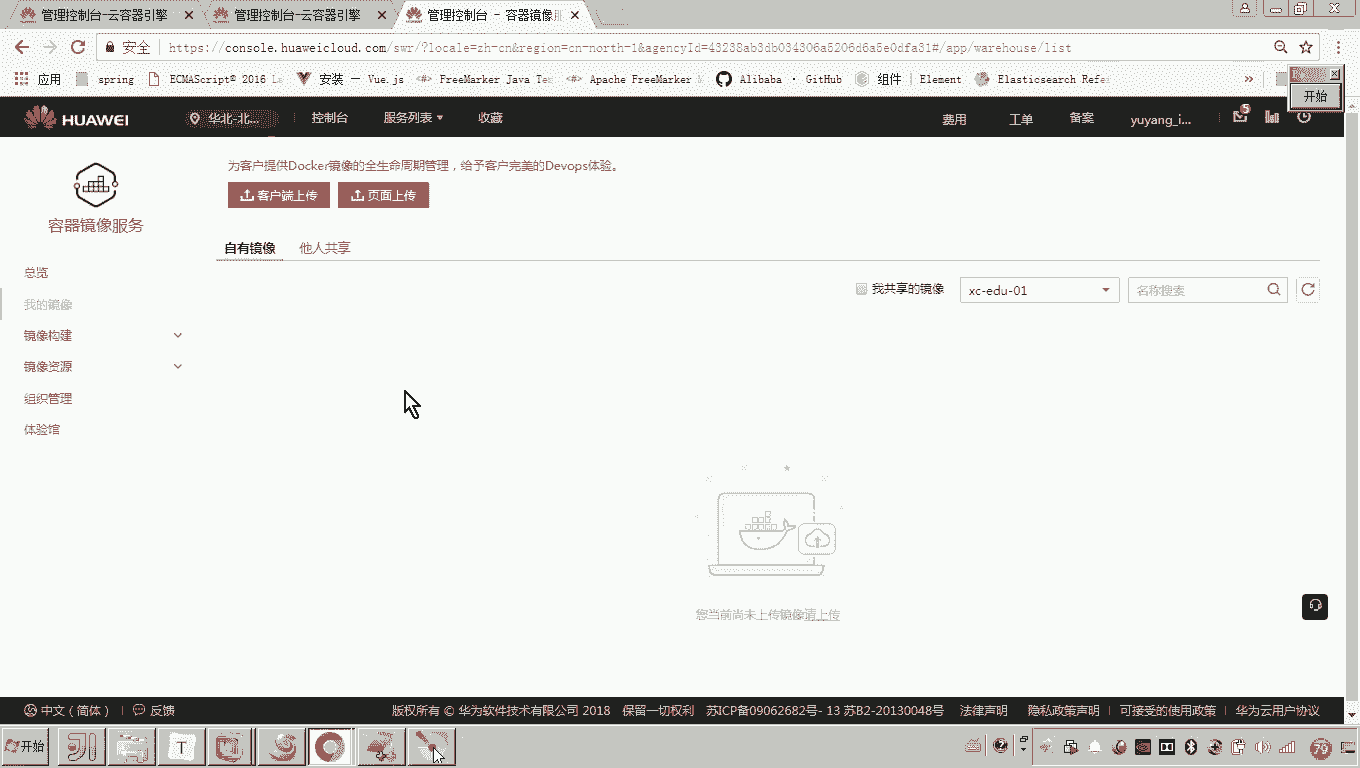 管理控制台-云容器引擎
管理控制台-云容器引擎
管理控制台 - 容器镜像服
安全 https://console.huaweicloud.com/swr/?locale=zh-cn&region=cn-north-1&agencyId=43238ab3db034306a5206d6a5e0dfa31#/app/warehouse/list
应用 spring ECMAScript® 2016 La 安装 — Vue.js FreeMarker Java Te Apache FreeMarker Alibaba · GitHub 组件 | Element Elasticsearch Refe »
开始
HUAWEI 华北-北... 控制台 服务列表 收藏 费用 工单 备案 yuyang_i... 5
为客户提供Docker镜像的全生命周期管理，给予客户完美的Devops体验。
客户端上传 页面上传
容器镜像服务
自有镜像 他人共享
总览
我的镜像
镜像构建
镜像资源
组织管理
体验馆
我共享的镜像 xc-edu-01 名称搜索
您当前尚未上传镜像请上传
中文 ( 简体 ) 反馈 版权所有 © 华为软件技术有限公司 2018 保留一切权利 苏ICP备09062682号- 13 苏B2-20130048号 法律声明 隐私政策声明 可接受的使用政策 华为云用户协议
开始 T 79